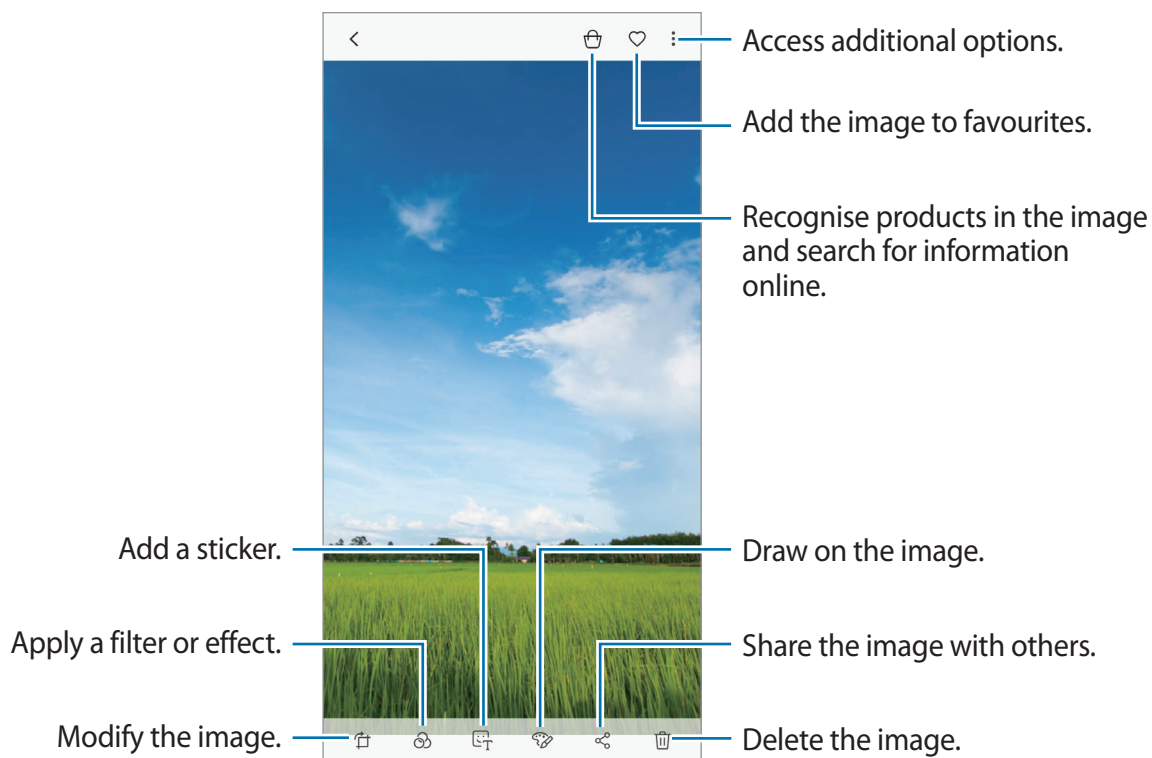 Access additional options.
Add the image to favourites.
Recognise products in the image
and search for information
online.
Add a sticker.
Draw on the image.
Apply a filter or effect.
Share the image with others.
Modify the image.
Delete the image.